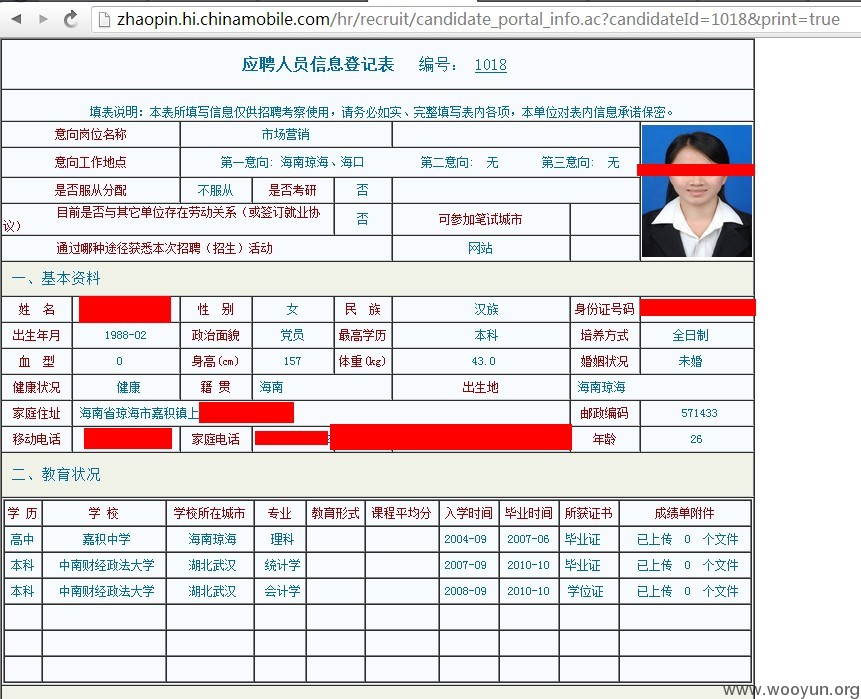 zhaopin.hi.chinamobile.com/hr/recruit/candidate_portal_info.ac?candidateId=1018&print=true
应聘人员信息登记表 编号： 1018
填表说明：本表所填写信息仅供招聘考察使用，请务必如实、完整填写表内各项，本单位对表内信息承诺保密。
意向岗位名称 市场营销
意向工作地点 第一意向：海南琼海、海口 第二意向： 无 第三意向： 无
是否服从分配 不服从 是否考研 否
目前是否与其它单位存在劳动关系（或签订就业协
议） 否 可参加笔试城市
通过哪种途径获悉本次招聘（招生）活动 网站
一、基本资料
姓 名 性 别 女 民 族 汉族 身份证号码
出生年月 1988-02 政治面貌 党员 最高学历 本科 培养方式 全日制
血 型 O 身高(cm) 157 体重(kg) 43.0 婚姻状况 未婚
健康状况 健康 籍 贯 海南 出生地 海南琼海
家庭住址 海南省琼海市嘉积镇上 邮政编码 571433
移动电话 家庭电话 年龄 26
二、教育状况
学 历 学 校 学校所在城市 专业 教育形式 课程平均分 入学时间 毕业时间 所获证书 成绩单附件
高中 嘉积中学 海南琼海 理科 2004-09 2007-06 毕业证 已上传 0 个文件
本科 中南财经政法大学 湖北武汉 统计学 2007-09 2010-10 毕业证 已上传 0 个文件
本科 中南财经政法大学 湖北武汉 会计学 2008-09 2010-10 学位证 已上传 0 个文件
www.wooyun.org